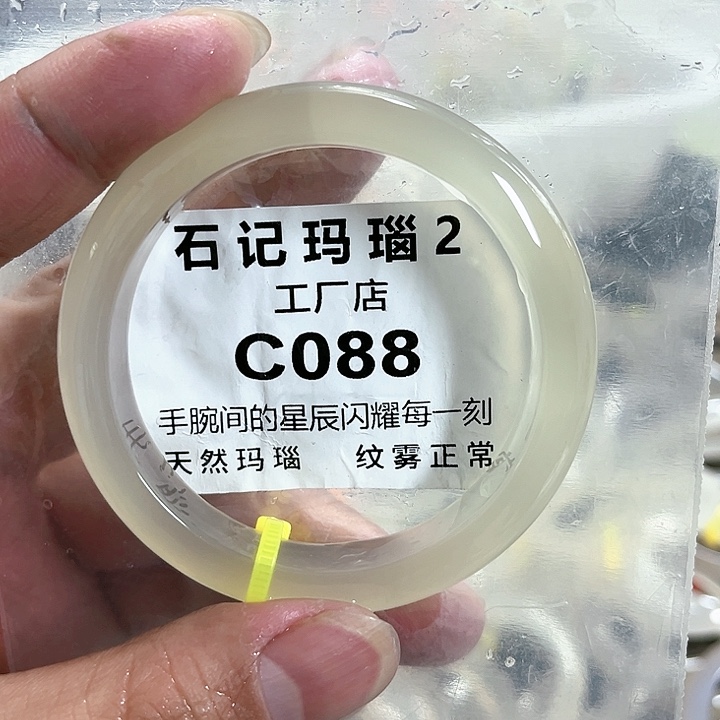 石记玛瑙2
工厂店
C088
手腕间的星辰闪耀每一刻
天然玛瑙 纹雾正常